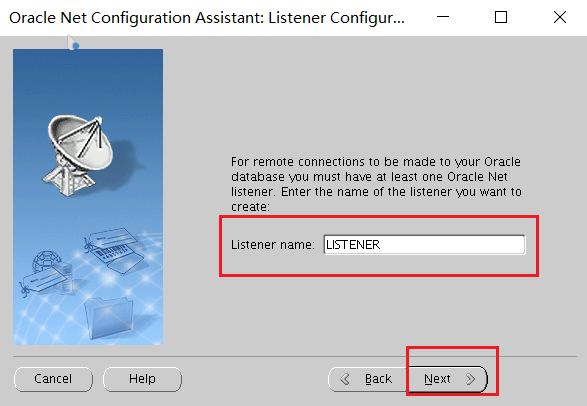 Oracle Net Configuration Assistant: Listener Configur...
For remote connections to be made to your Oracle
database you must have at least one Oracle Net
listener. Enter the name of the listener you want to
create:
Listener name: LISTENER
Cancel Help Back Next